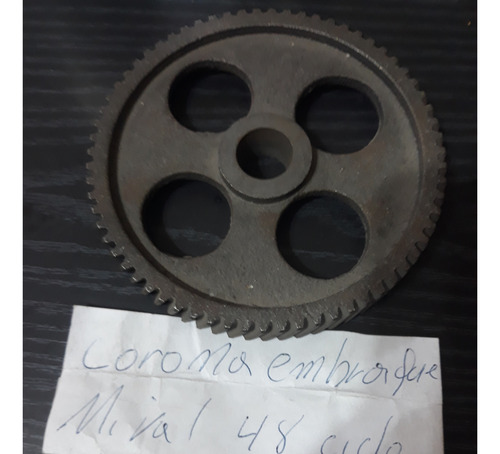 Corona embrague
Mival 48 ciclo